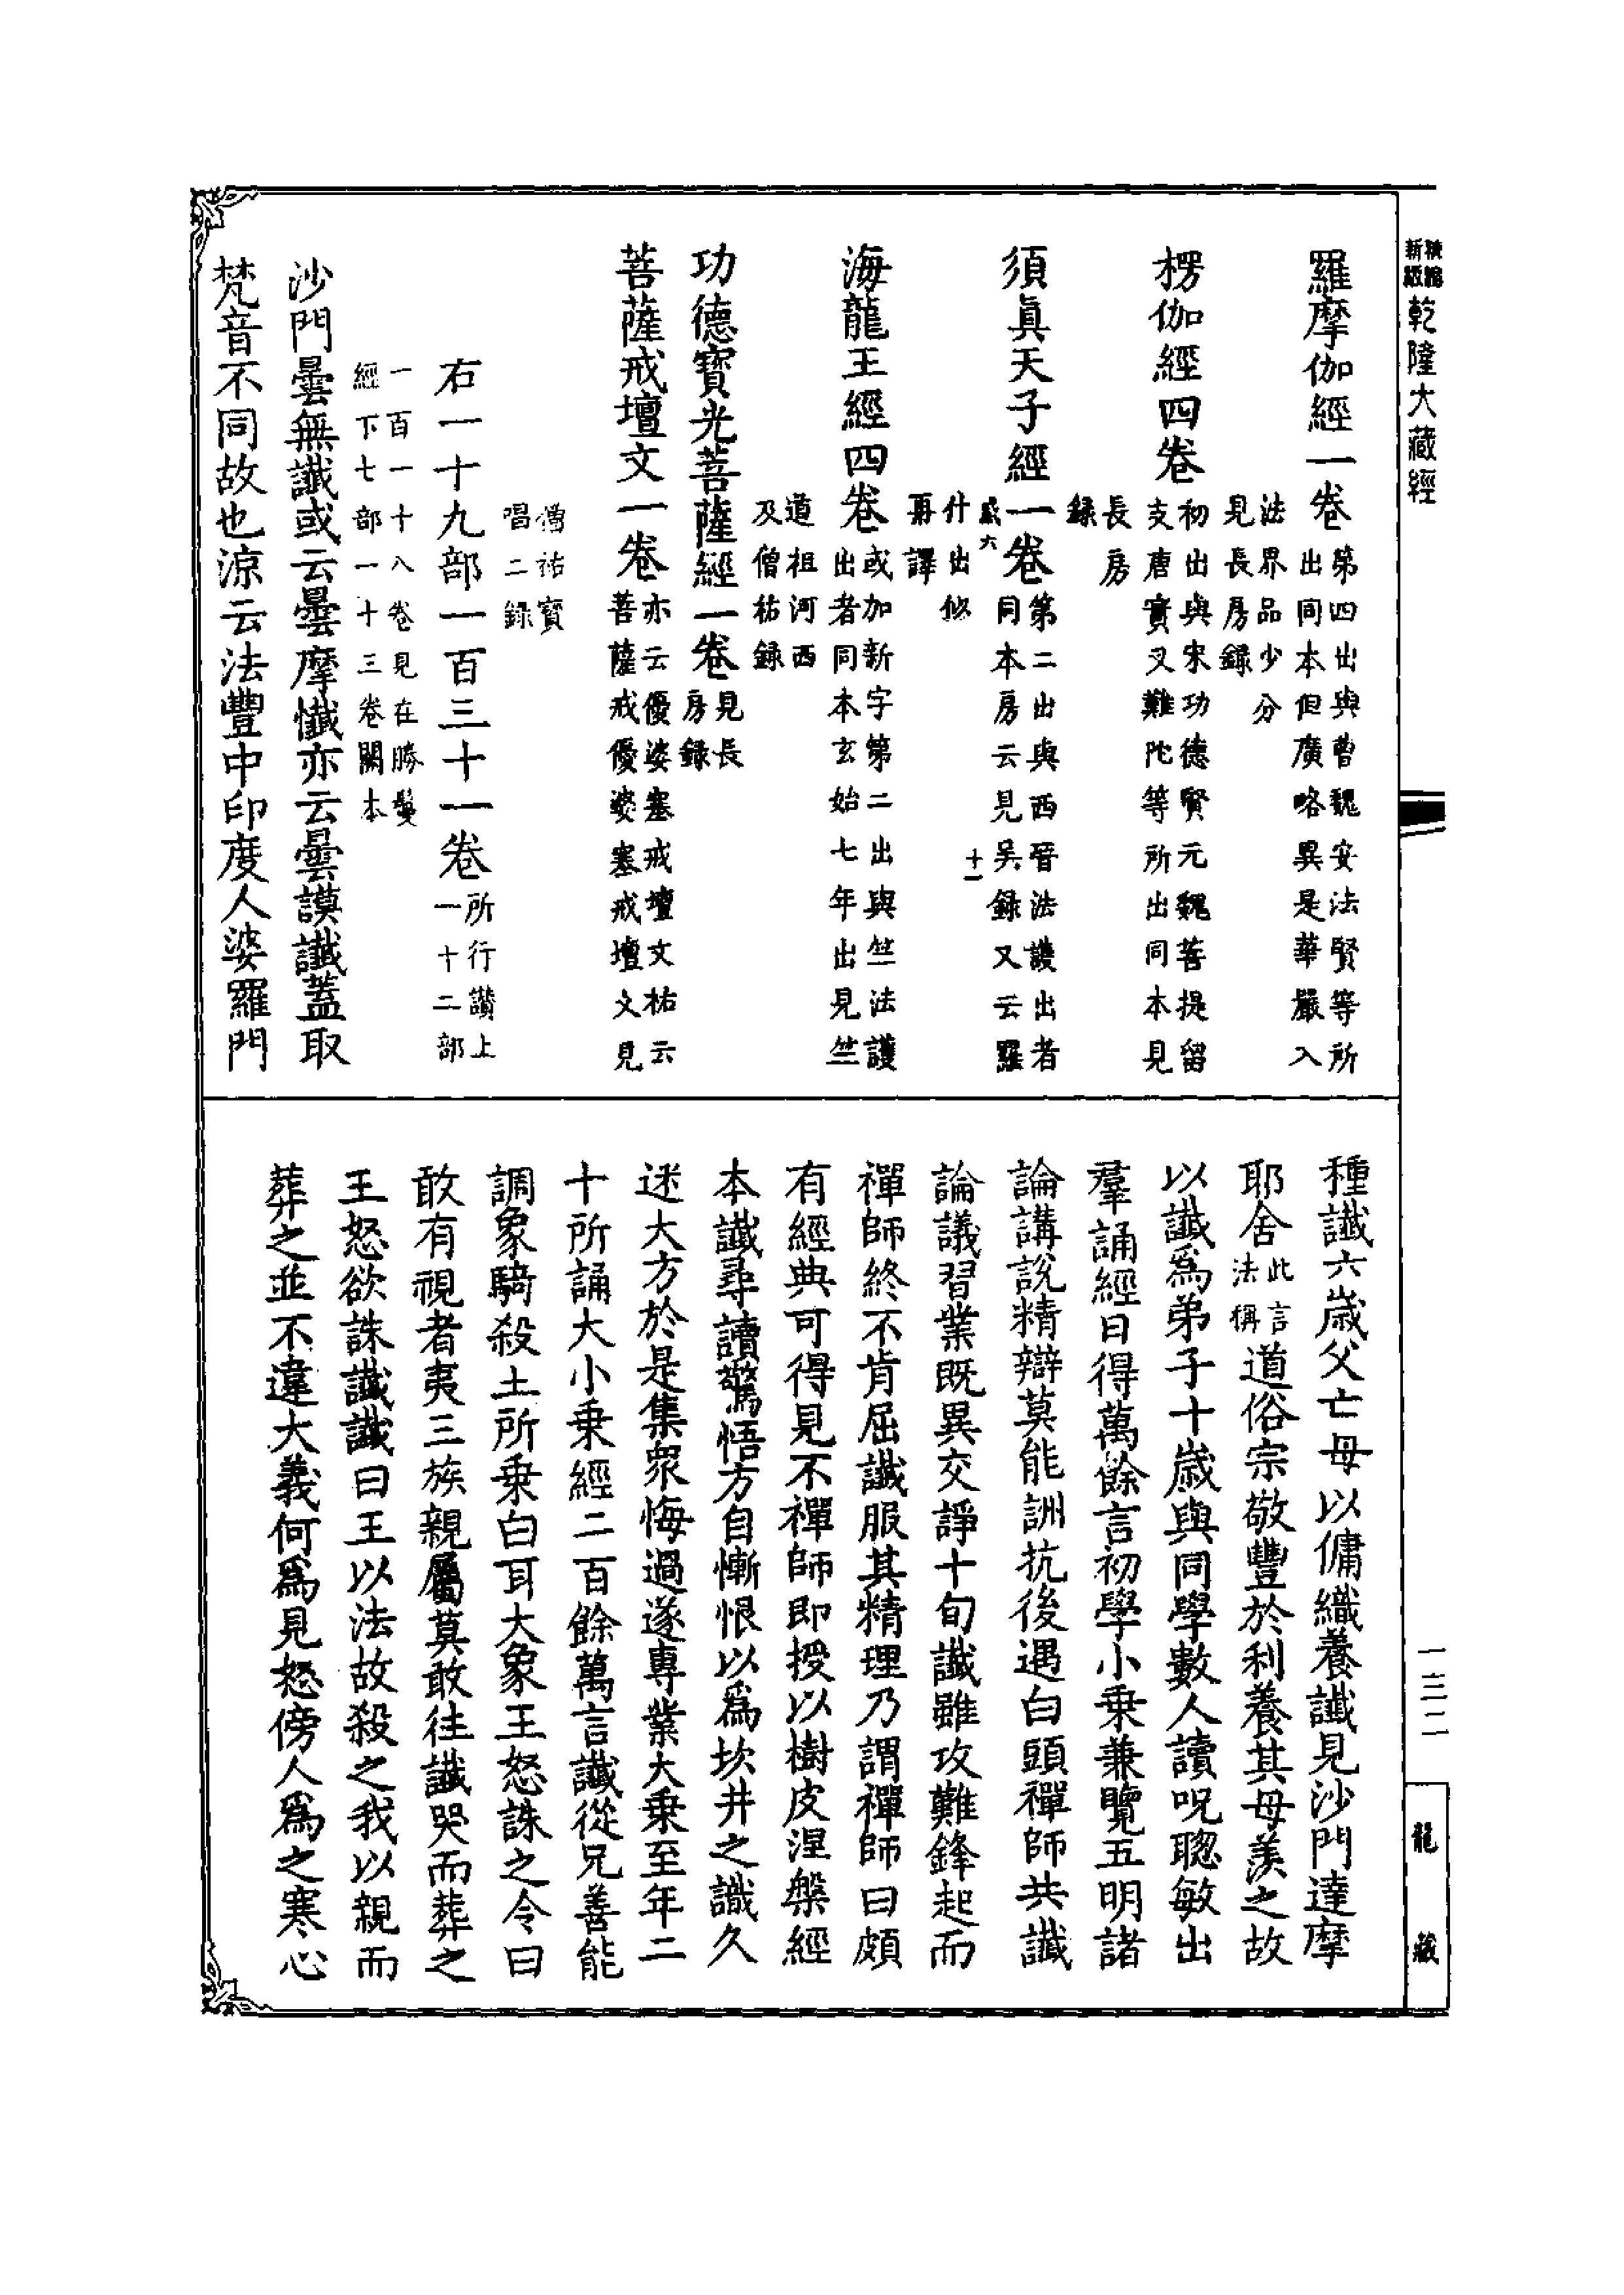 新編縮版
乾隆大藏經
羅摩伽經一卷第四出與曹魏安法賢等所出同本但廣略異是華嚴入
法界品少分見長房錄
楞伽經四卷初出與宋功德賢元魏菩提留支唐實叉難陀等所出同本見
長房錄
須眞天子經一卷第二出與西晉法護出者同本房云見吳錄又云羅
什出似再譯
海龍王經四卷或加新字第二出與竺法護出者同本玄始七年出見竺
道祖河西及僧祐錄
功德寶光菩薩經一卷見長房錄
菩薩戒壇文一卷亦云優婆塞戒壇文祐云菩薩戒優婆塞戒壇文見
僧祐寶唱二錄
右一十九部一百三十一卷所行讚上一十二部
一百一十八卷見在勝鬘經下七部一十三卷闕本
沙門曇無讖或云曇摩懺亦云曇謨讖蓋取
梵音不同故也涼云法豐中印度人婆羅門
種讖六歲父亡母以傭織養讖見沙門達摩
耶舍此言法稱道俗宗敬豐於利養其母羨之故
以讖爲弟子十歲與同學數人讀呪聰敏出
羣誦經日得萬餘言初學小乘兼覽五明諸
論講說精辯莫能詶抗後遇白頭禪師共讖
論議習業既異交諍十旬讖雖攻難鋒起而
禪師終不肯屈讖服其精理乃謂禪師曰頗
有經典可得見不禪師即授以樹皮涅槃經
本讖尋讀驚悟方自慚恨以爲坎井之識久
迷大方於是集眾悔過遂專業大乘至年二
十所誦大小乘經二百餘萬言讖從兄善能
調象騎殺王所乘白耳大象王怒誅之令曰
敢有視者夷三族親屬莫敢往讖哭而葬之
王怒欲誅讖讖曰王以法故殺之我以親而
葬之並不違大義何爲見怒傍人爲之寒心
一三二
龍藏